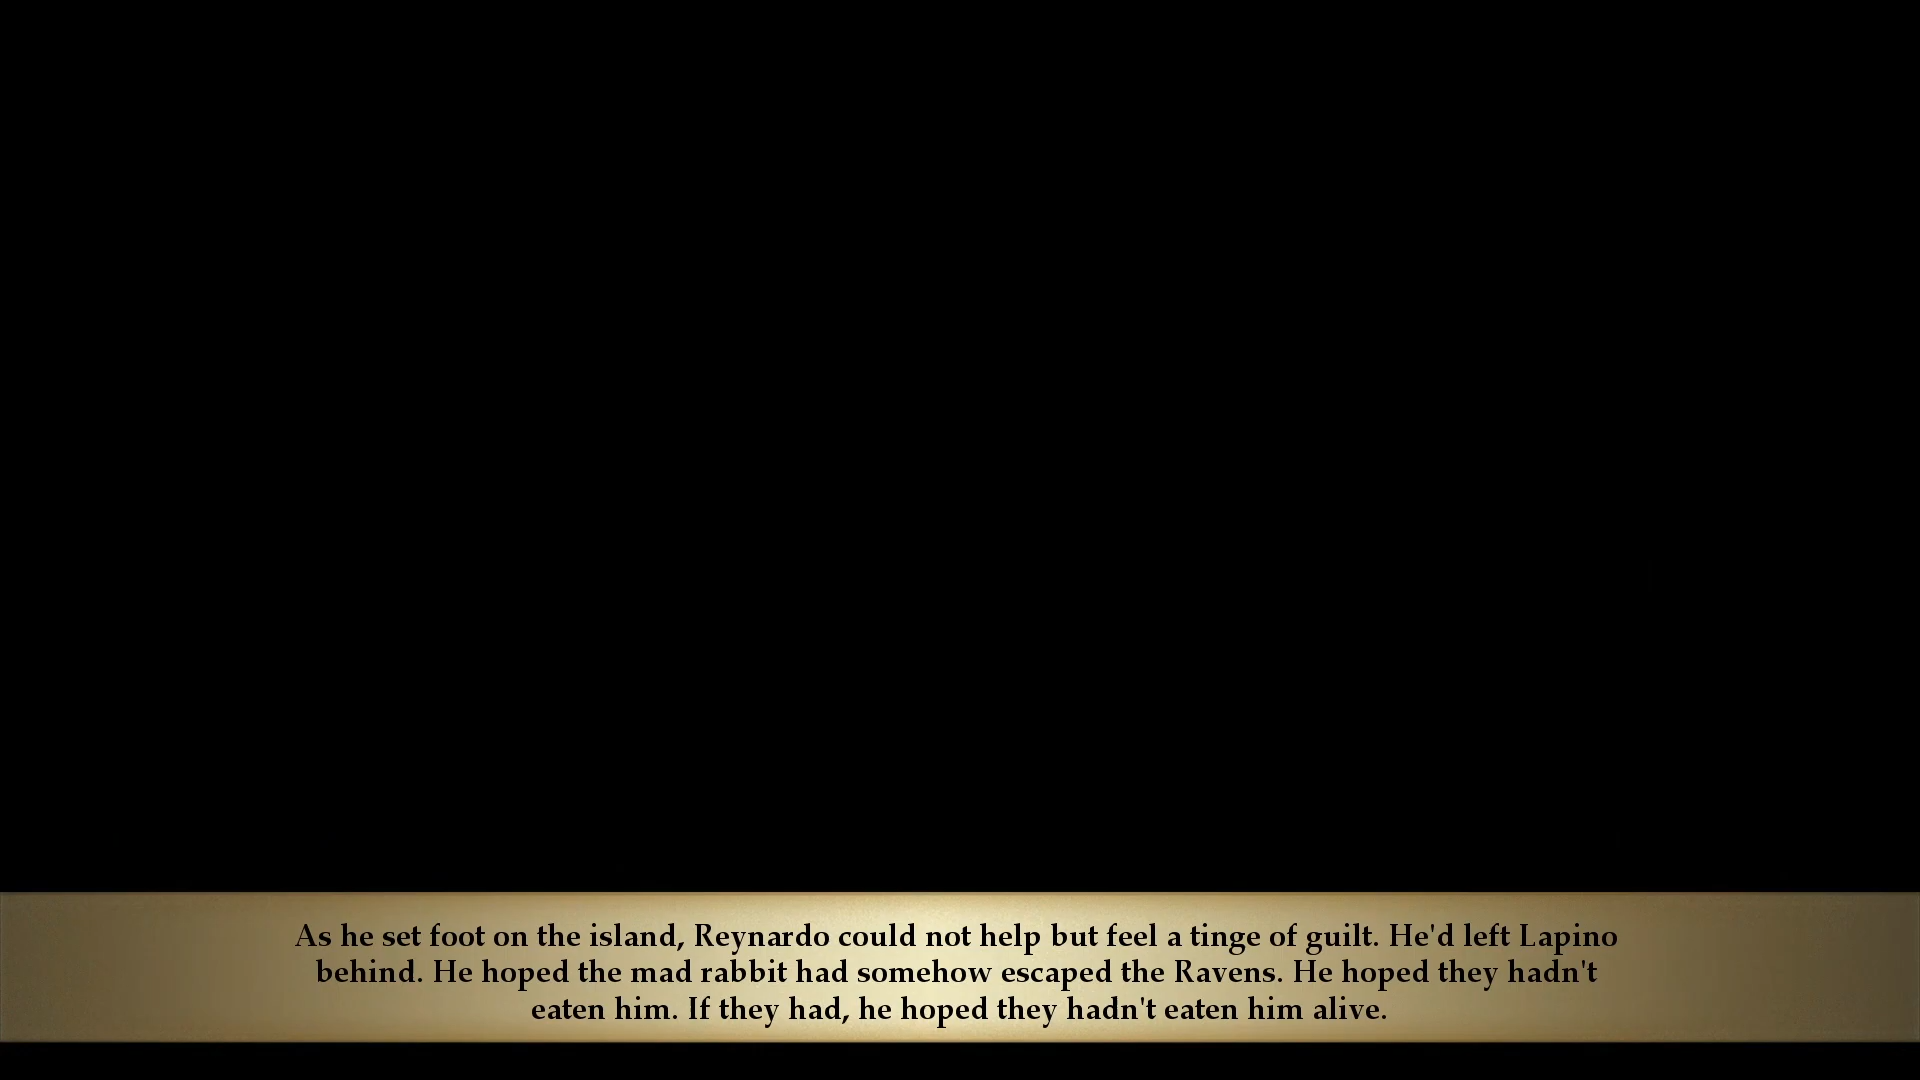 As he set foot on the island, Reynardo could not help but feel a tinge of guilt. He'd left Lapino
behind. He hoped the mad rabbit had somehow escaped the Ravens. He hoped they hadn't
eaten him. If they had, he hoped they hadn't eaten him alive.